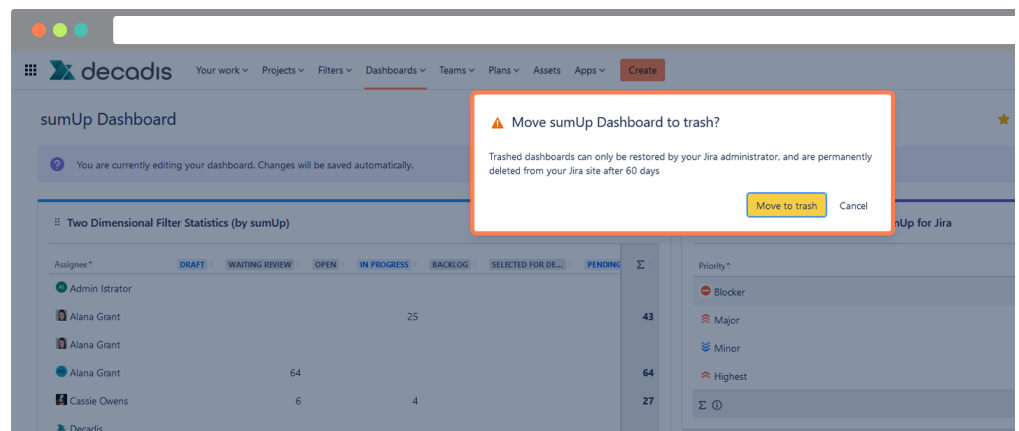 decadis
Your work Projects Filters Dashboards Teams Plans Assets Apps Create
sumUp Dashboard
Move sumUp Dashboard to trash?
You are currently editing your dashboard. Changes will be saved automatically.
Trashed dashboards can only be restored by your Jira administrator, and are permanently
deleted from your Jira site after 60 days
Move to trash Cancel
Two Dimensional Filter Statistics (by sumUp)
nUp for Jira
Assignee DRAFT WAITING REVIEW OPEN IN PROGRESS BACKLOG SELECTED FOR DE... PENDING Σ
Admin Istrator
Alana Grant 25 43
Alana Grant
Alana Grant 64 64
Cassie Owens 6 4 27
Decadis
Priority
Blocker
Major
Minor
Highest
Σ